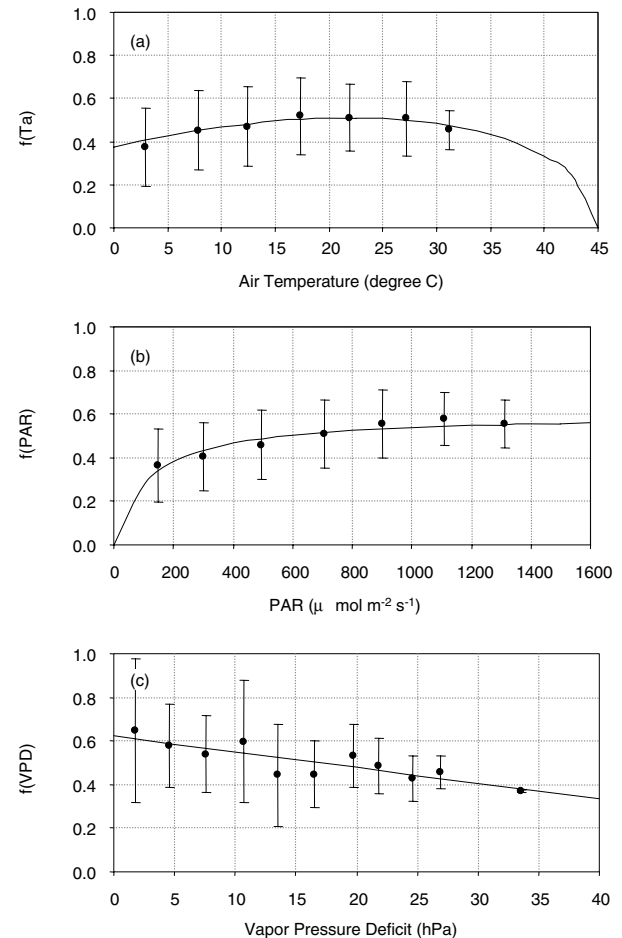 1.0
(a)
0.8
0.6
f(Ta)
0.4
0.2
0.0
0 5 10 15 20 25 30 35 40 45
Air Temperature (degree C)
1.0
(b)
0.8
0.6
f(PAR)
0.4
0.2
0.0
0 200 400 600 800 1000 1200 1400 1600
PAR (μ mol m⁻² s⁻¹)
1.0
(c)
0.8
0.6
f(VPD)
0.4
0.2
0.0
0 5 10 15 20 25 30 35 40
Vapor Pressure Deficit (hPa)